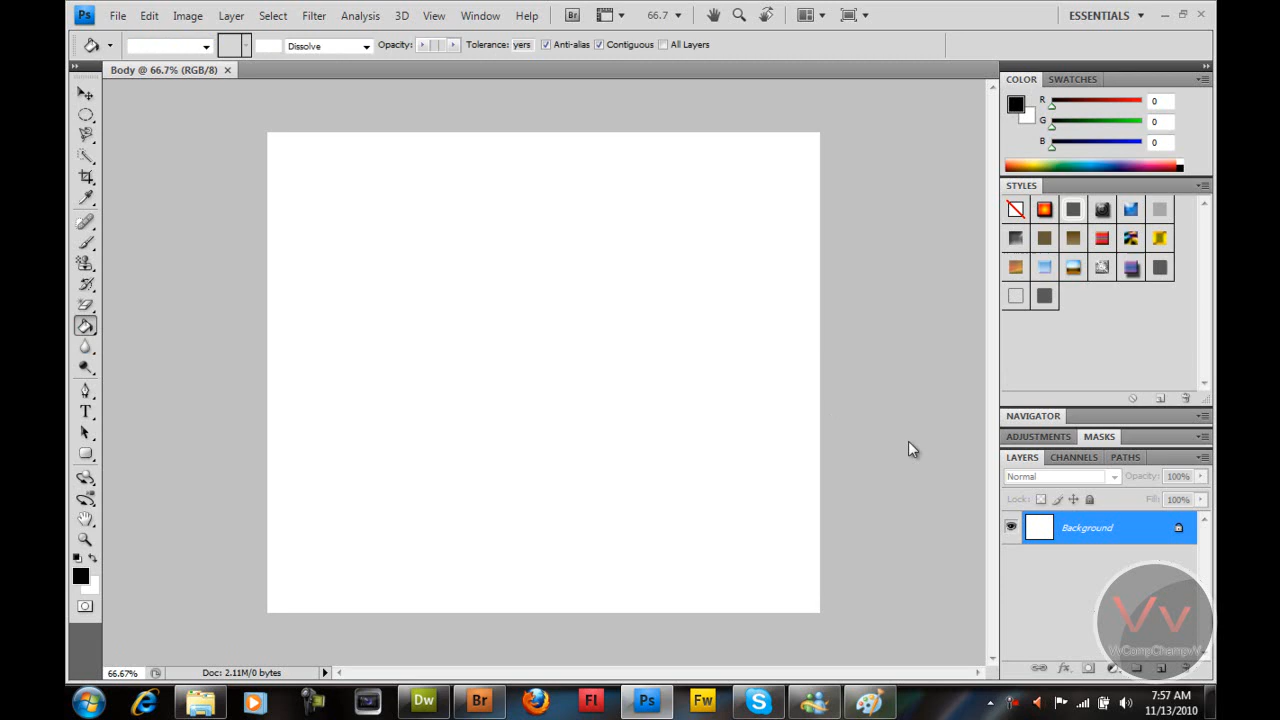 Ps File Edit Image Layer Select Filter Analysis 3D View Window Help Br 66.7 ESSENTIALS
Dissolve Opacity: Tolerance: yers Anti-alias Contiguous All Layers
Body @ 66.7% (RGB/8)
COLOR SWATCHES
R 0
G 0
B 0
STYLES
NAVIGATOR
ADJUSTMENTS MASKS
LAYERS CHANNELS PATHS
Normal Opacity: 100%
Lock: Fill: 100%
Background
T
Vv
VvCompChampvV
66.67% Doc: 2.11M/0 bytes
Dw Br Fl Ps Fw S
7:57 AM
11/13/2010